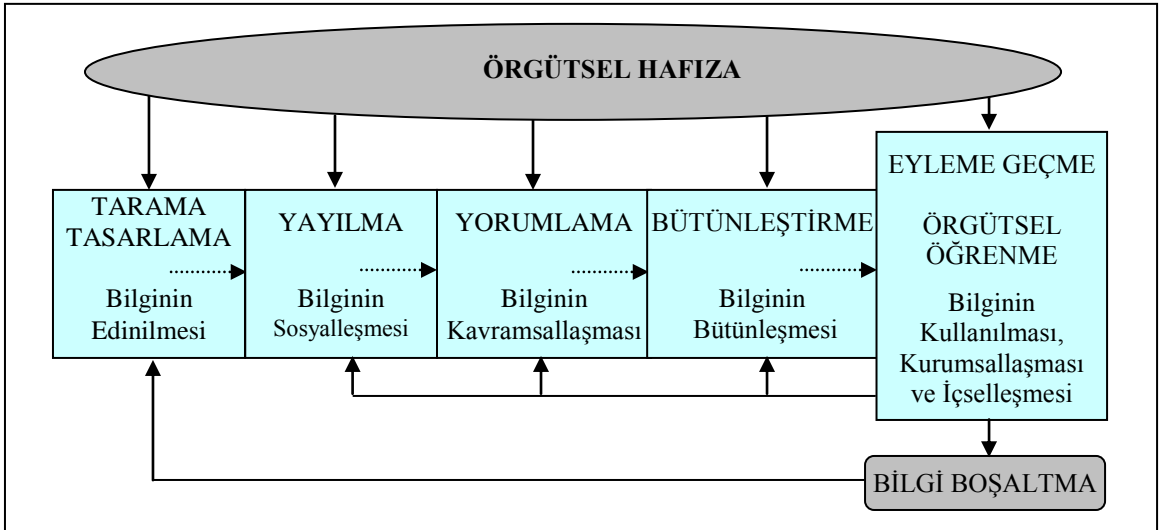 ÖRGÜTSEL HAFIZA
TARAMA
TASARLAMA
Bilginin
Edinilmesi
YAYILMA
Bilginin
Sosyalleşmesi
YORUMLAMA
Bilginin
Kavramsallaşması
BÜTÜNLEŞTİRME
Bilginin
Bütünleşmesi
EYLEME GEÇME
ÖRGÜTSEL
ÖĞRENME
Bilginin
Kullanılması,
Kurumsallaşması
ve İçselleşmesi
BİLGİ BOŞALTMA